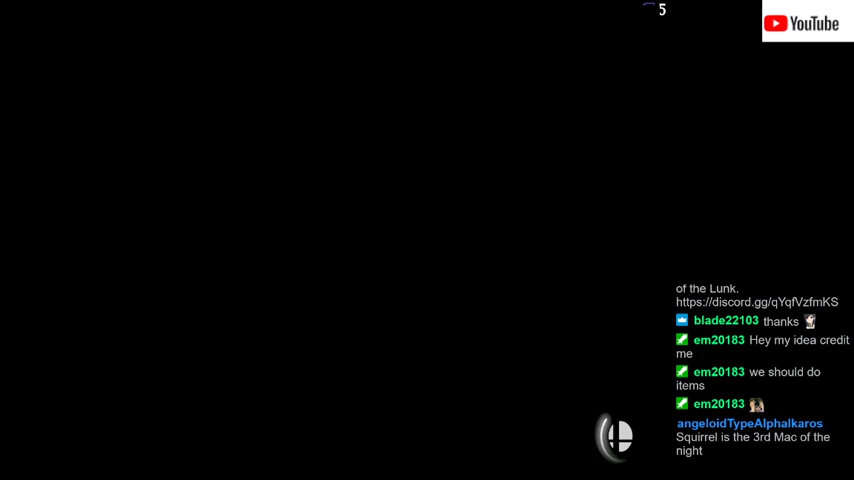 5
YouTube
of the Lunk.
https://discord.gg/qYqfVzfmKS
blade22103 thanks
em20183 Hey my idea credit
me
em20183 we should do
items
em20183
angeloidTypeAlphaIkaros
Squirrel is the 3rd Mac of the
night